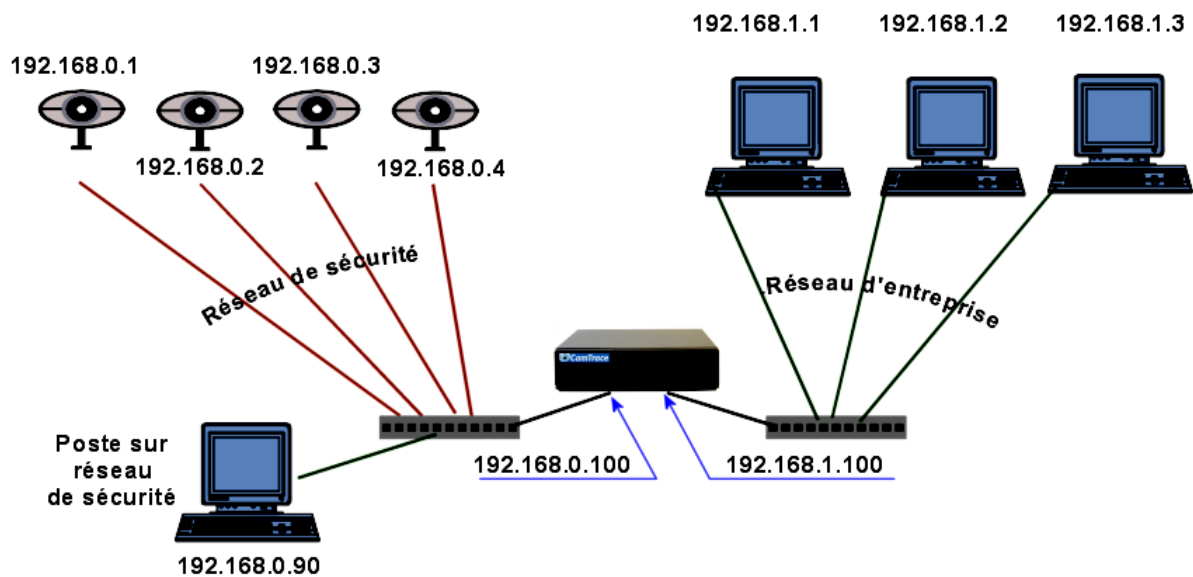 192.168.1.1
192.168.1.2
192.168.1.3
192.168.0.1
192.168.0.3
192.168.0.2
192.168.0.4
Réseau de sécurité
.Réseau d'entreprise
CamTrace
Poste sur
réseau
de sécurité
192.168.0.100
192.168.1.100
192.168.0.90